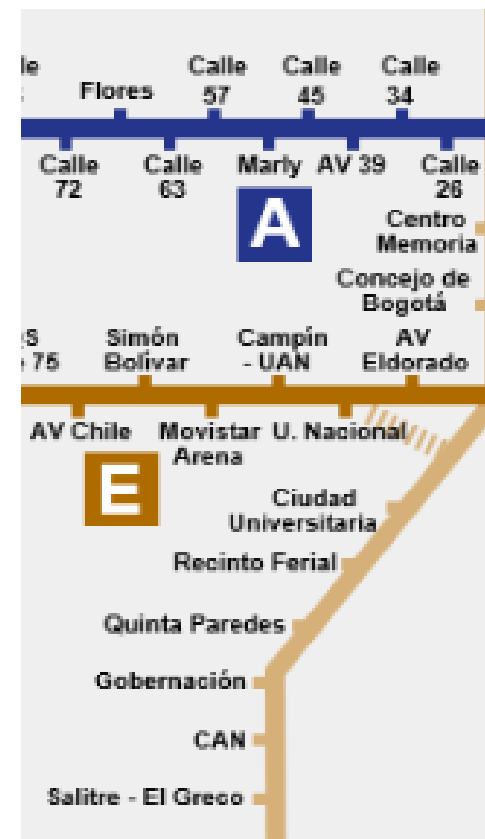 Calle
57
Calle
45
Calle
34
Flores
Calle
72
Calle
63
Marly
AV 39
Calle
26
A
Centro
Memoria
Concejo de
Bogotá
75
Simón
Bolívar
Campín
- UAN
AV
Eldorado
AV Chile
Movistar
Arena
U. Nacional
E
Ciudad
Universitaria
Recinto Ferial
Quinta Paredes
Gobernación
CAN
Salitre - El Greco